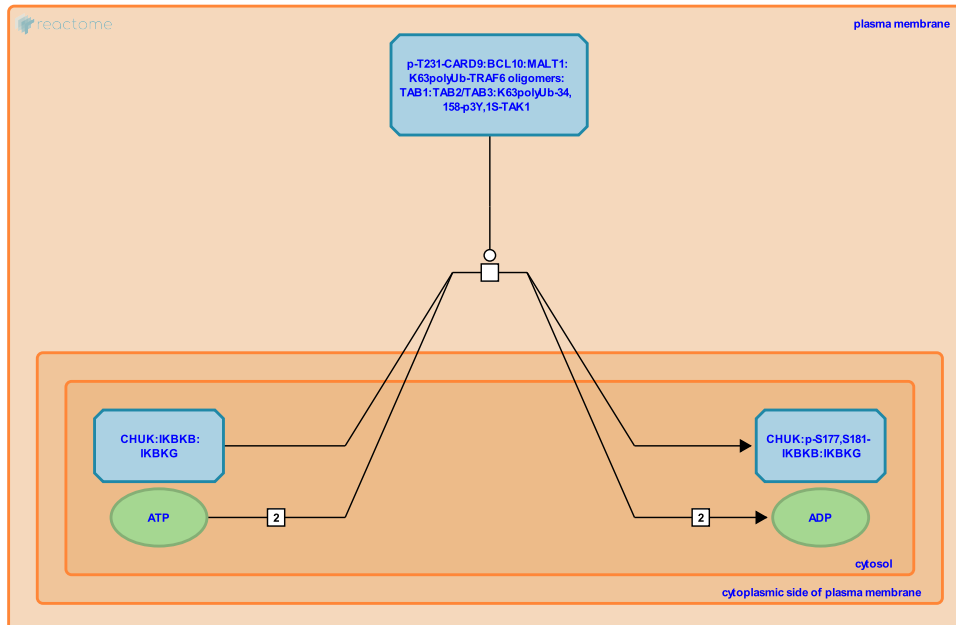 reactome
plasma membrane
p-T231-CARD9:BCL10:MALT1:
K63polyUb-TRAF6 oligomers:
TAB1:TAB2/TAB3:K63polyUb-34,
158-p3Y,1S-TAK1
CHUK:IKBKB:
IKBKG
CHUK:p-S177,S181-
IKBKB:IKBKG
ATP
2
2
ADP
cytosol
cytoplasmic side of plasma membrane